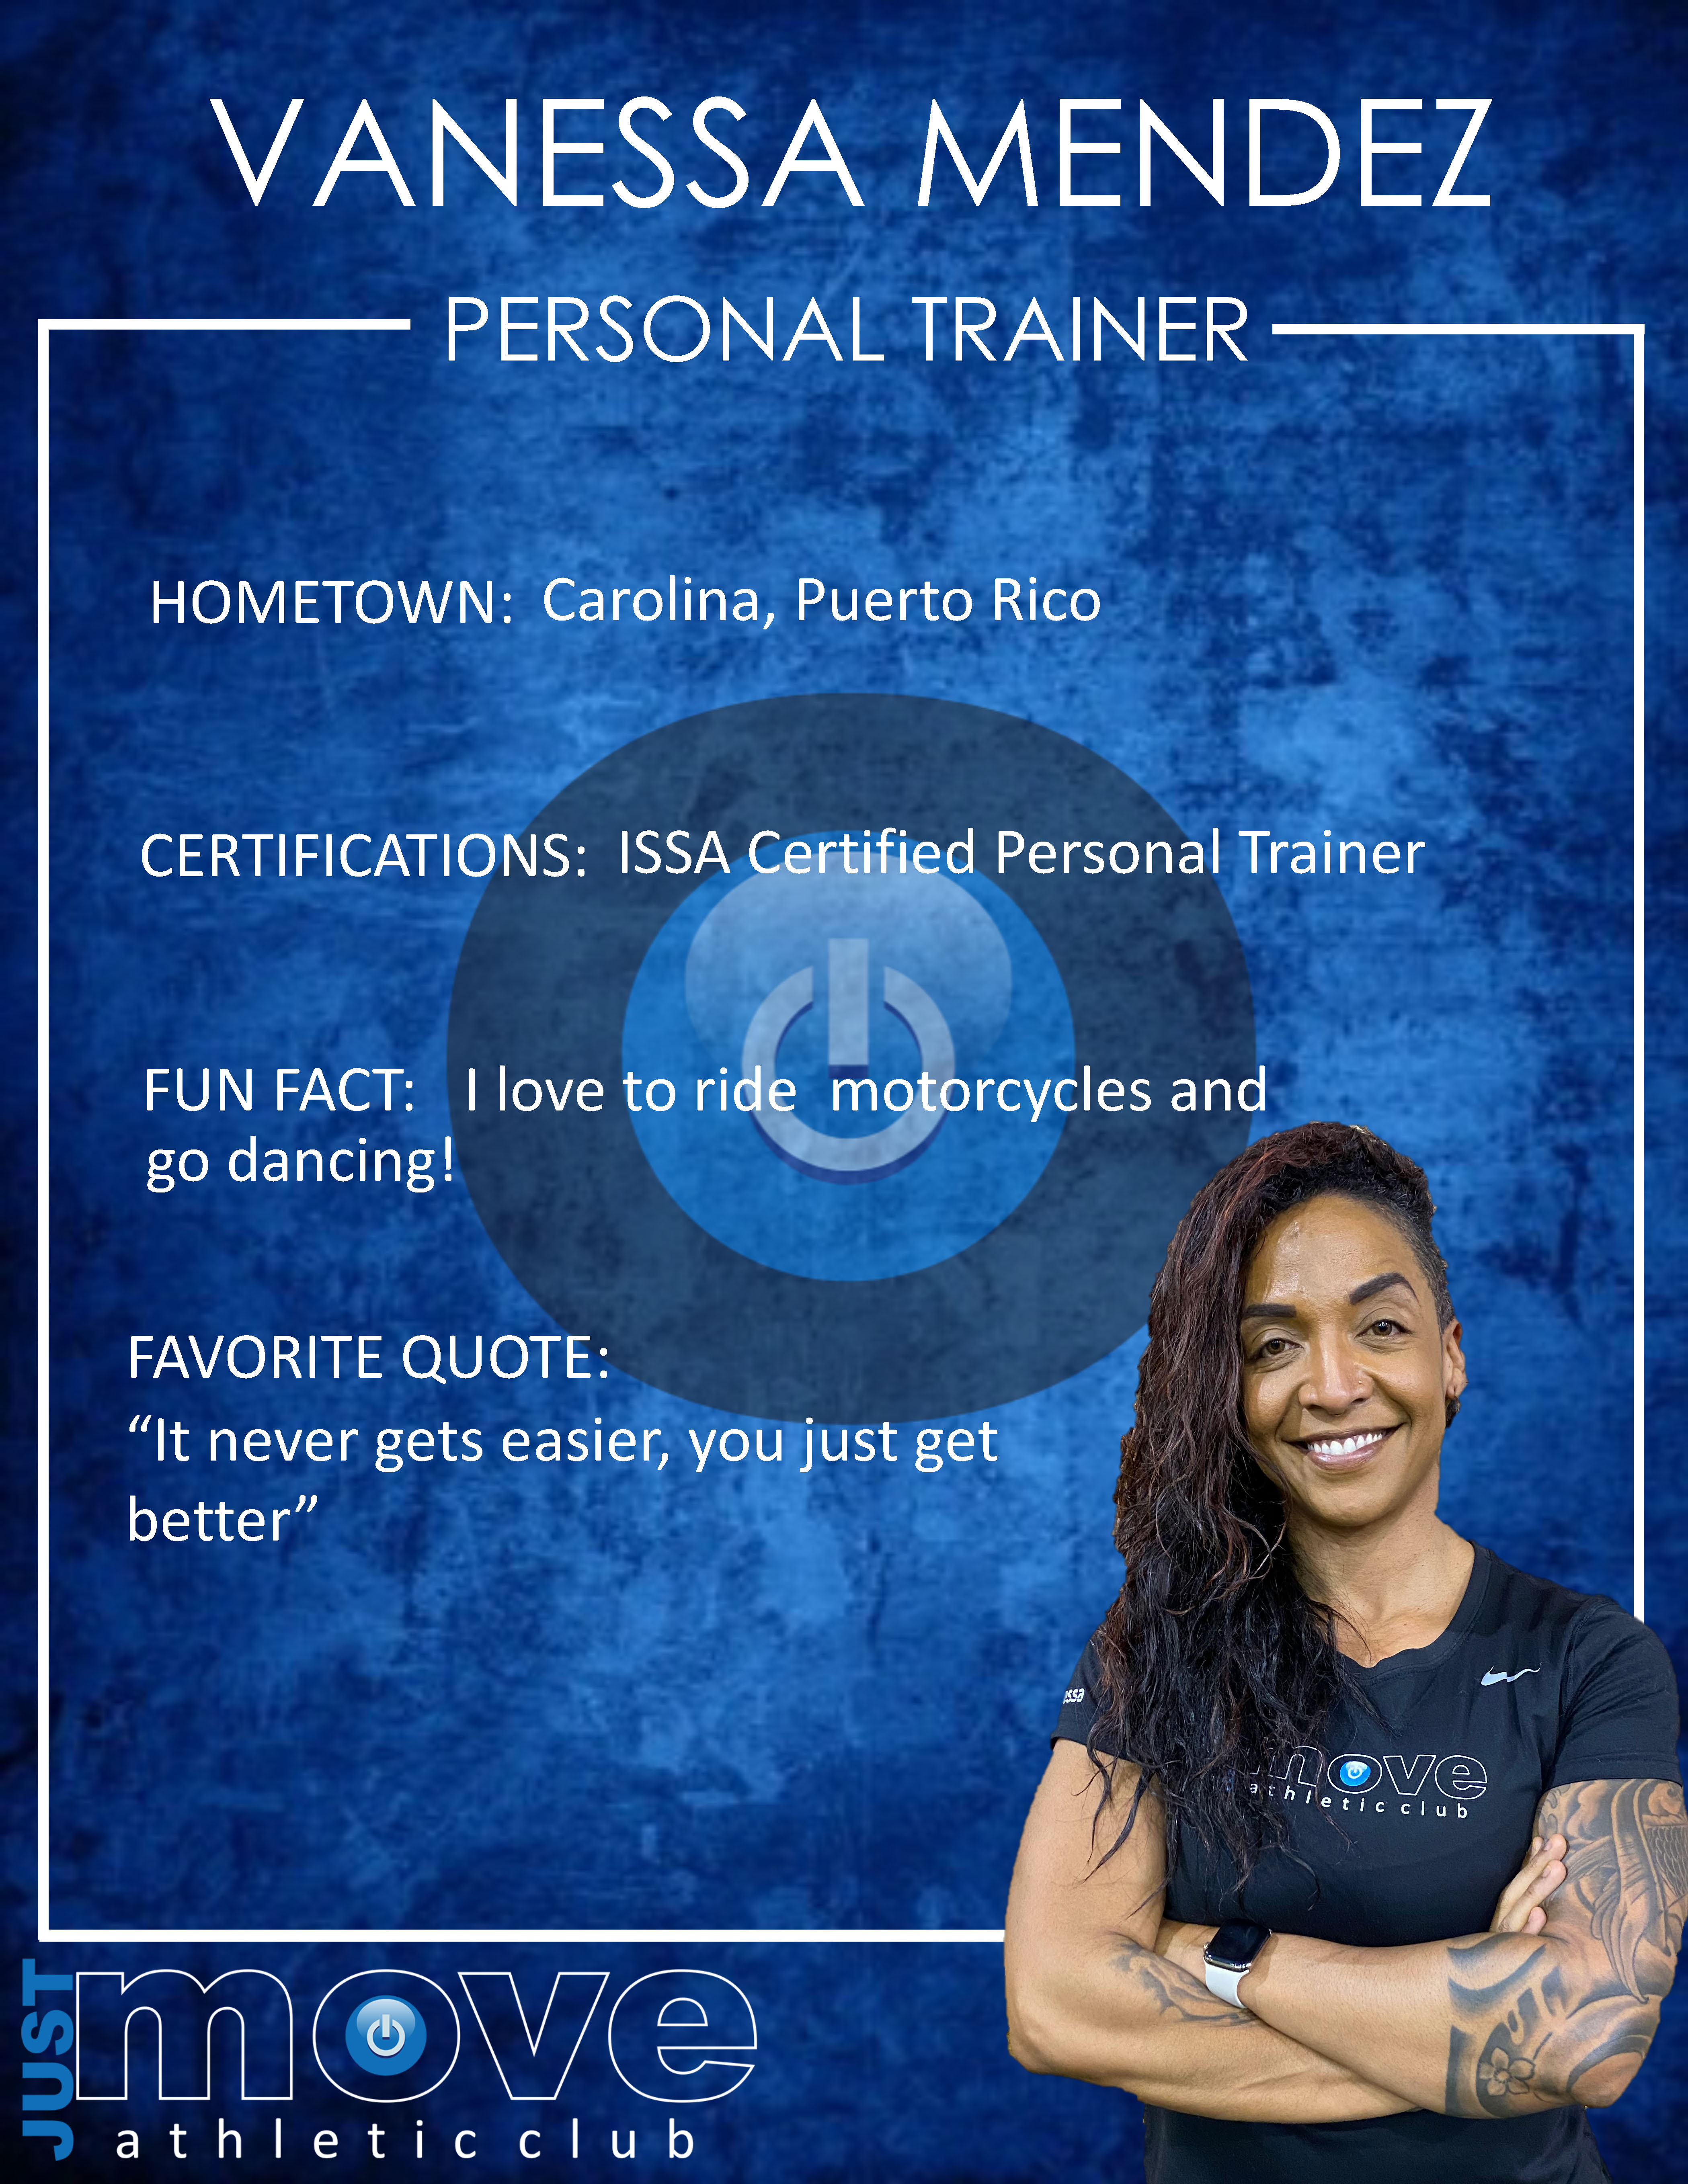 VANESSA MENDEZ
PERSONAL TRAINER
HOMETOWN: Carolina, Puerto Rico
CERTIFICATIONS: ISSA Certified Personal Trainer
FUN FACT: I love to ride motorcycles and
go dancing!
FAVORITE QUOTE:
“It never gets easier, you just get
better”
essa
move
athletic club
JUST move
athletic club